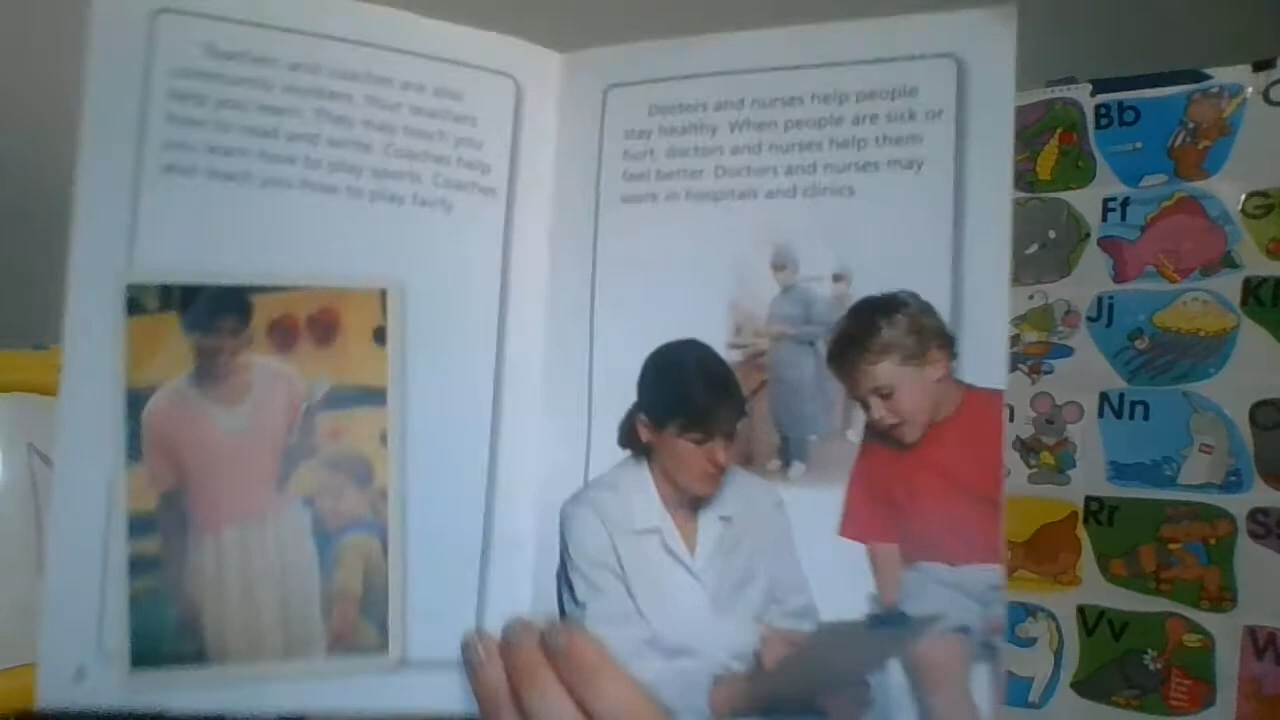 Teachers and coaches are also
community workers. Your teachers
help you learn. They may teach you
how to read and write. Coaches help
you learn how to play sports. Coaches
also teach you how to play fairly.
Doctors and nurses help people
stay healthy. When people are sick or
hurt, doctors and nurses help them
feel better. Doctors and nurses may
work in hospitals and clinics.
Bb
Ff
Jj
Nn
Rr
Vv